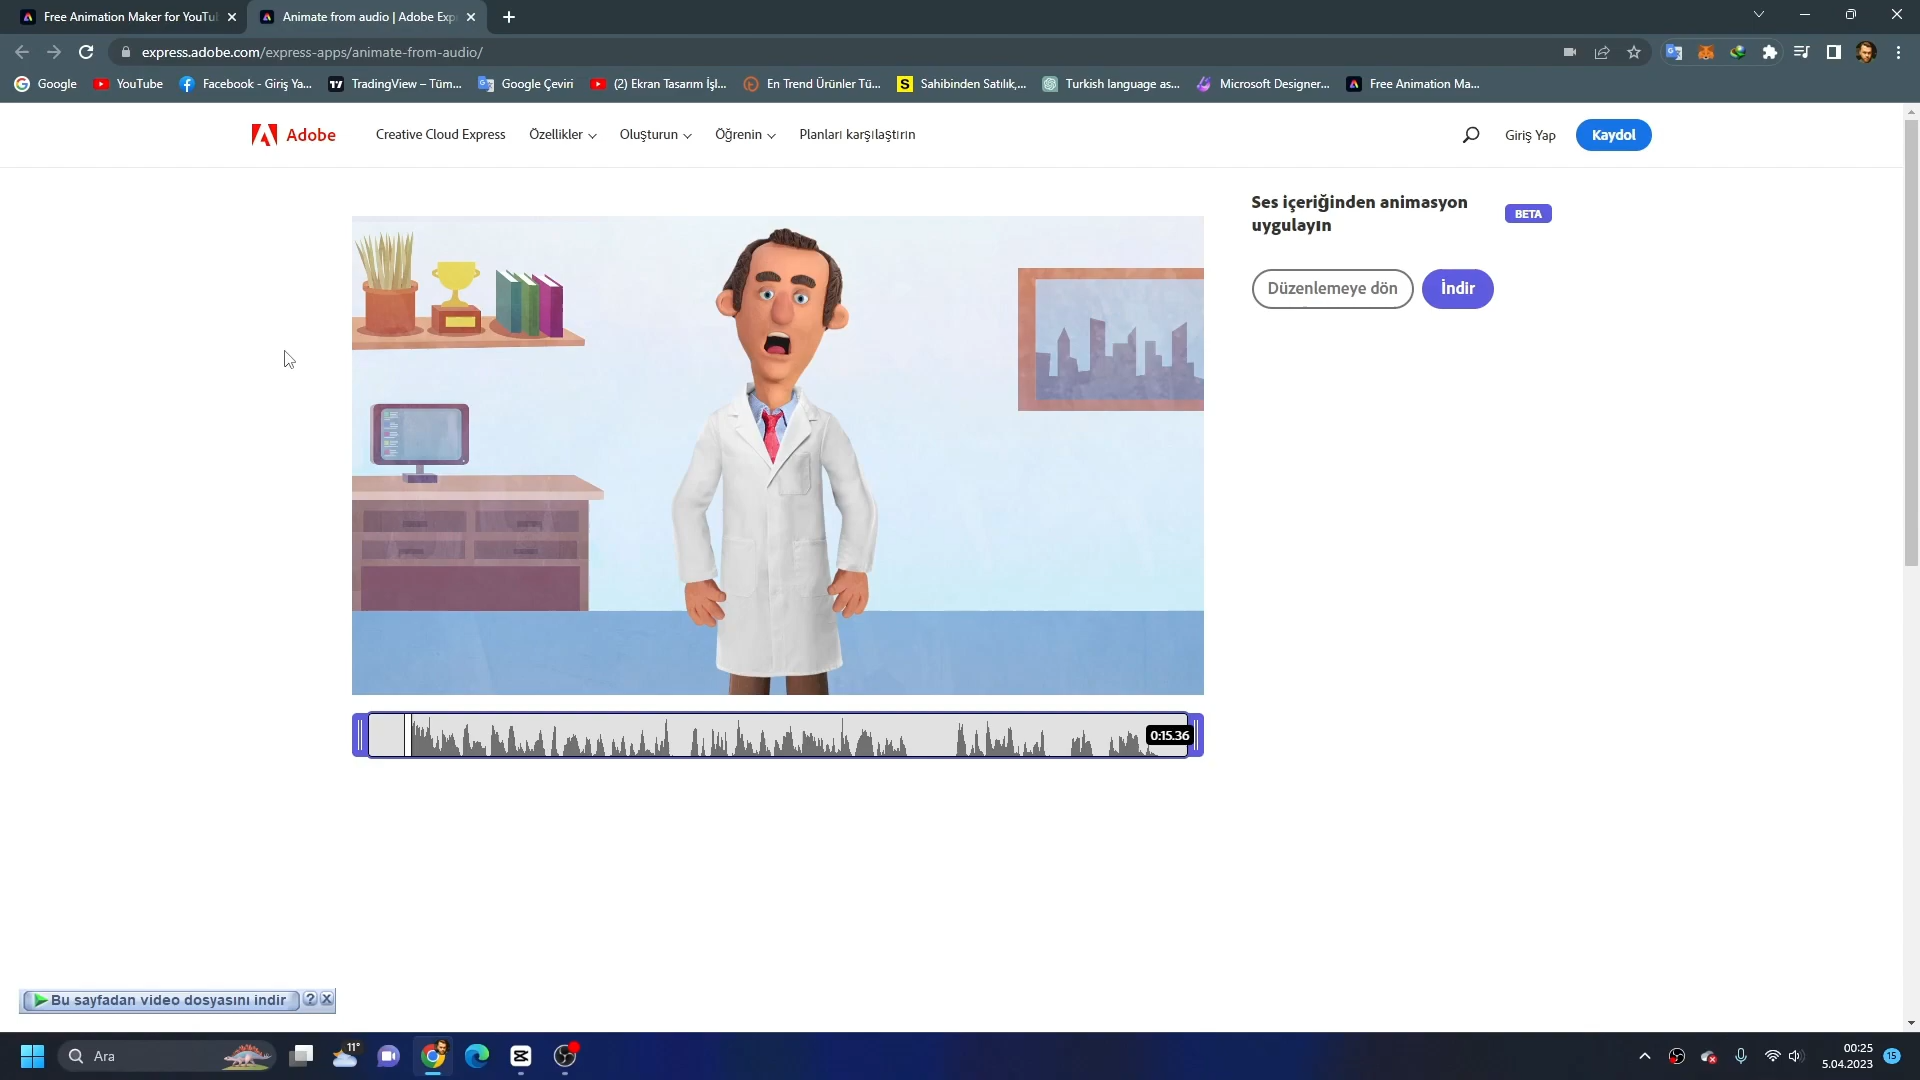 Free Animation Maker for YouTu
Animate from audio | Adobe Exp
express.adobe.com/express-apps/animate-from-audio/
Google
YouTube
Facebook - Giriş Ya...
TradingView – Tüm...
Google Çeviri
(2) Ekran Tasarım İşl...
En Trend Ürünler Tü...
Sahibinden Satılık,...
Turkish language as...
Microsoft Designer...
Free Animation Ma...
Adobe
Creative Cloud Express
Özellikler
Oluşturun
Öğrenin
Planları karşılaştırın
Giriş Yap
Kaydol
Ses içeriğinden animasyon
uygulayın
BETA
Düzenlemeye dön
İndir
0:15.36
Bu sayfadan video dosyasını indir
?
Ara
11°
00:25
5.04.2023
15